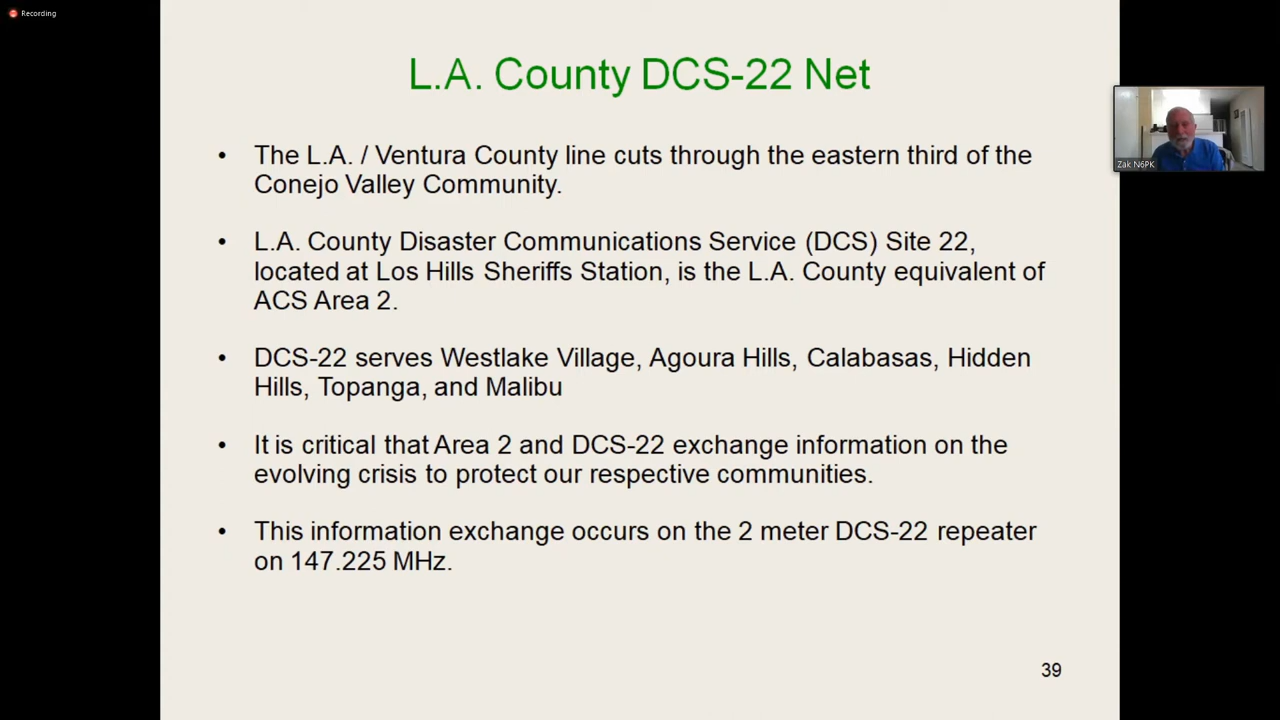 Recording
L.A. County DCS-22 Net
• The L.A. / Ventura County line cuts through the eastern third of the
Conejo Valley Community.
• L.A. County Disaster Communications Service (DCS) Site 22,
located at Los Hills Sheriffs Station, is the L.A. County equivalent of
ACS Area 2.
• DCS-22 serves Westlake Village, Agoura Hills, Calabasas, Hidden
Hills, Topanga, and Malibu
• It is critical that Area 2 and DCS-22 exchange information on the
evolving crisis to protect our respective communities.
• This information exchange occurs on the 2 meter DCS-22 repeater
on 147.225 MHz.
39
Zak N6PK